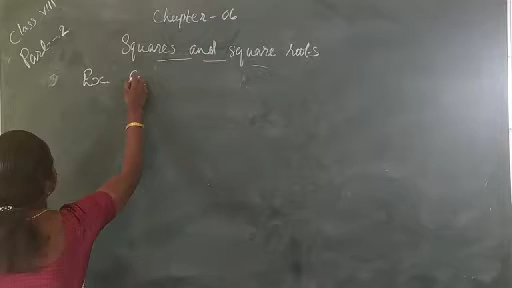 Class VIII
Part-2
Chapter-06
Squares and square roots
Ex